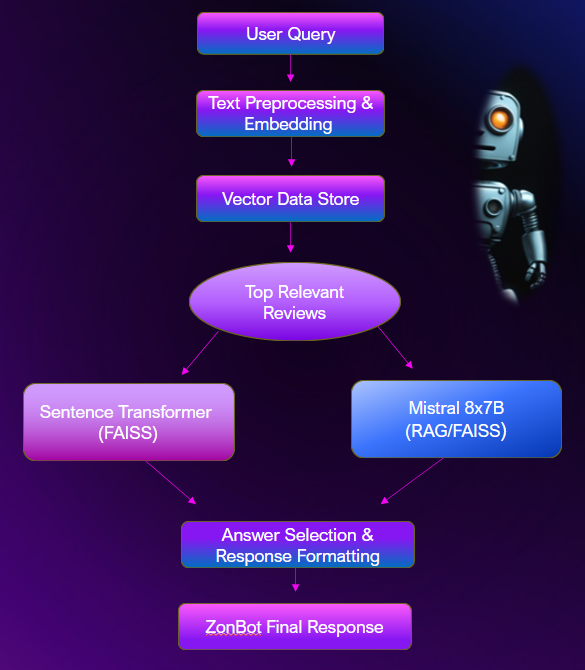 User Query
Text Preprocessing &
Embedding
Vector Data Store
Top Relevant
Reviews
Sentence Transformer
(FAISS)
Mistral 8x7B
(RAG/FAISS)
Answer Selection &
Response Formatting
ZonBot Final Response